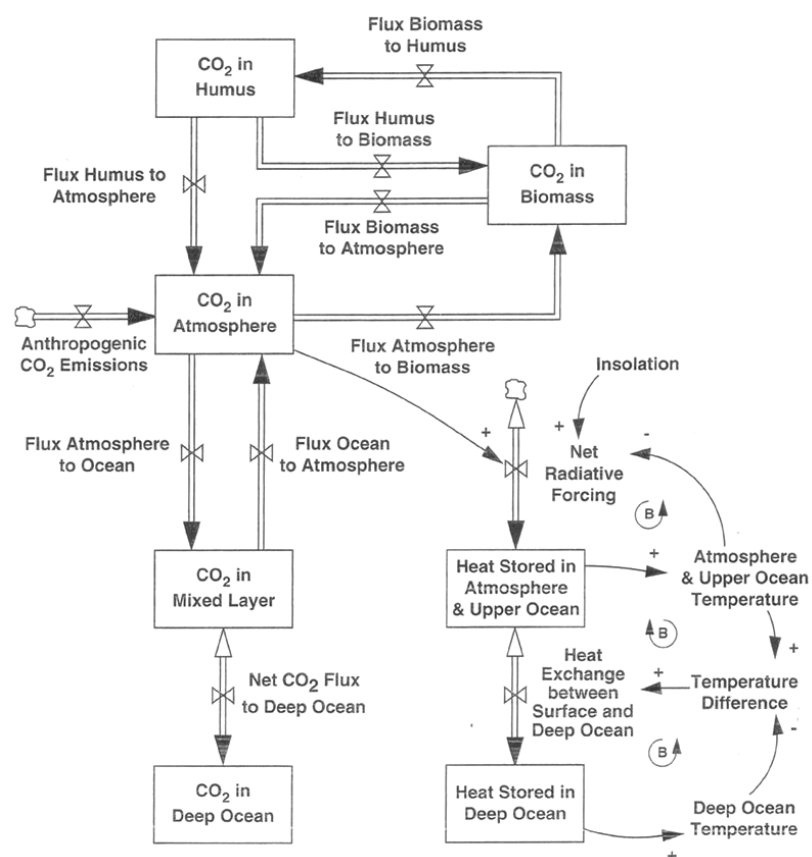 Flux Biomass
to Humus
CO₂ in
Humus
Flux Humus
to Biomass
CO₂ in
Biomass
Flux Humus to
Atmosphere
Flux Biomass
to Atmosphere
CO₂ in
Atmosphere
Anthropogenic
CO₂ Emissions
Flux Atmosphere
to Biomass
Insolation
+
+
-
Net
Radiative
Forcing
Flux Atmosphere
to Ocean
Flux Ocean
to Atmosphere
B
CO₂ in
Mixed Layer
Heat Stored in
Atmosphere
& Upper Ocean
+
Atmosphere
& Upper Ocean
Temperature
B
+
Heat
Exchange
between
Surface and
Deep Ocean
+
Temperature
Difference
Net CO₂ Flux
to Deep Ocean
B
-
CO₂ in
Deep Ocean
Heat Stored in
Deep Ocean
Deep Ocean
Temperature
+